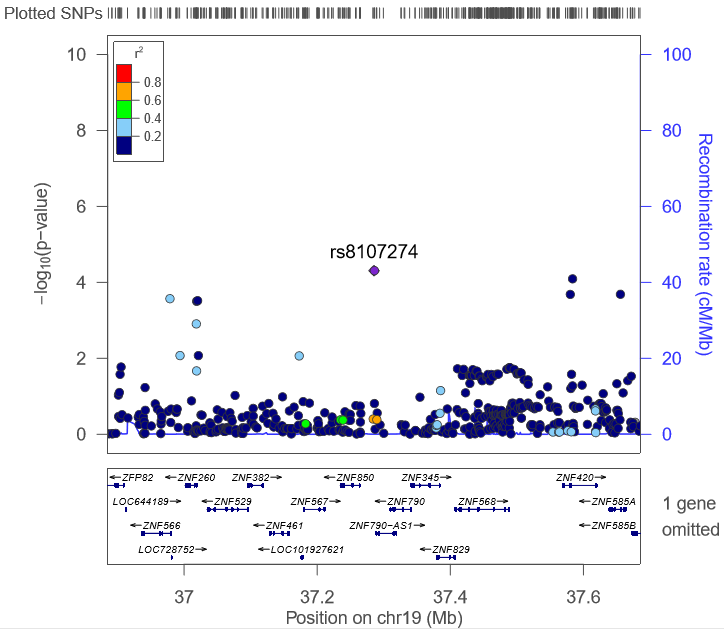 Plotted SNPs
10
8
6
4
2
0
−log10(p−value)
r²
0.8
0.6
0.4
0.2
rs8107274
100
80
60
40
20
0
Recombination rate (cM/Mb)
ZFP82 ZNF260 ZNF382 ZNF850 ZNF345 ZNF420
LOC644189 ZNF529 ZNF567 ZNF790 ZNF568 ZNF585A
ZNF566 ZNF461 ZNF790−AS1 ZNF585B
LOC728752 LOC101927621 ZNF829
1 gene
omitted
37 37.2 37.4 37.6
Position on chr19 (Mb)